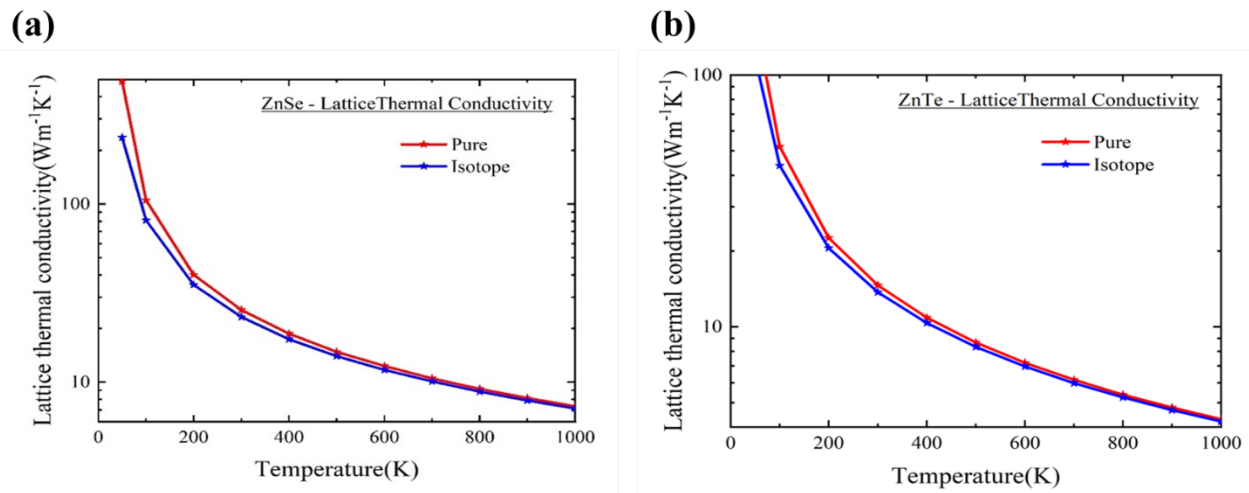 (a)
ZnSe - LatticeThermal Conductivity
Pure
Isotope
Lattice thermal conductivity(Wm⁻¹K⁻¹)
100
10
0 200 400 600 800 1000
Temperature(K)
(b)
ZnTe - LatticeThermal Conductivity
Pure
Isotope
Lattice thermal conductivity(Wm⁻¹K⁻¹)
100
10
0 200 400 600 800 1000
Temperature(K)